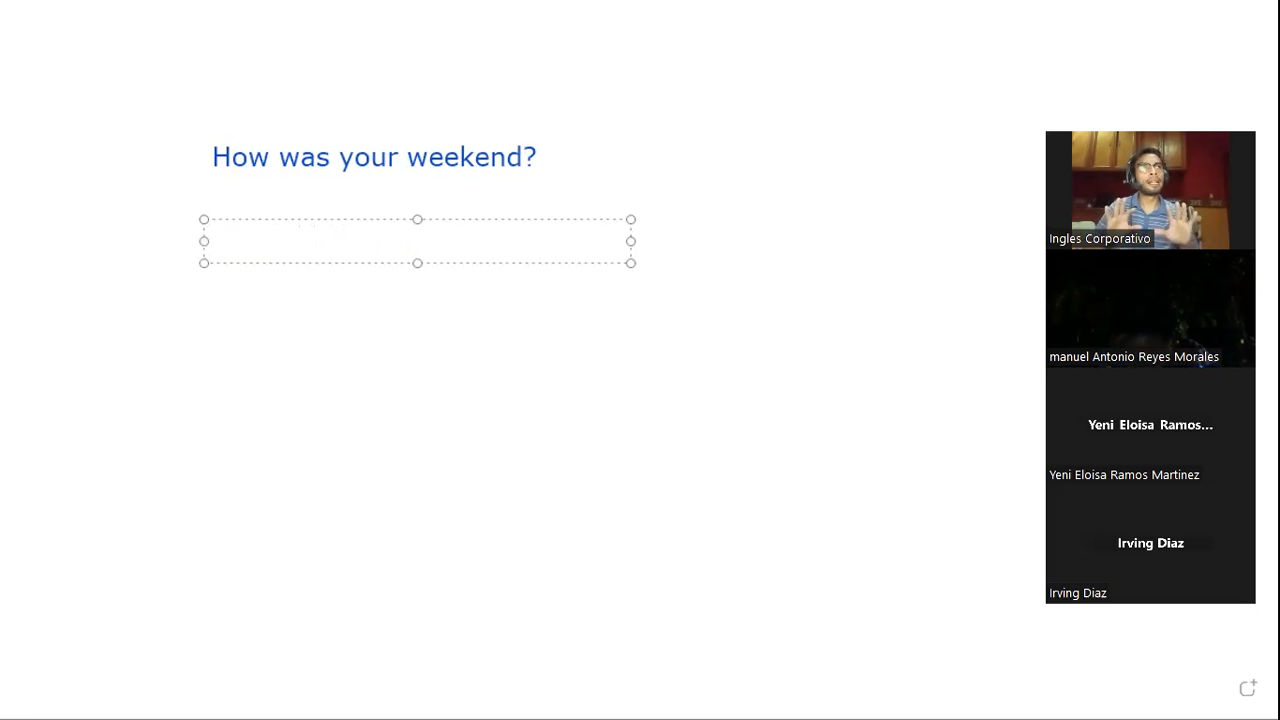 How was your weekend?
Ingles Corporativo
manuel Antonio Reyes Morales
Yeni Eloisa Ramos...
Yeni Eloisa Ramos Martinez
Irving Diaz
Irving Diaz